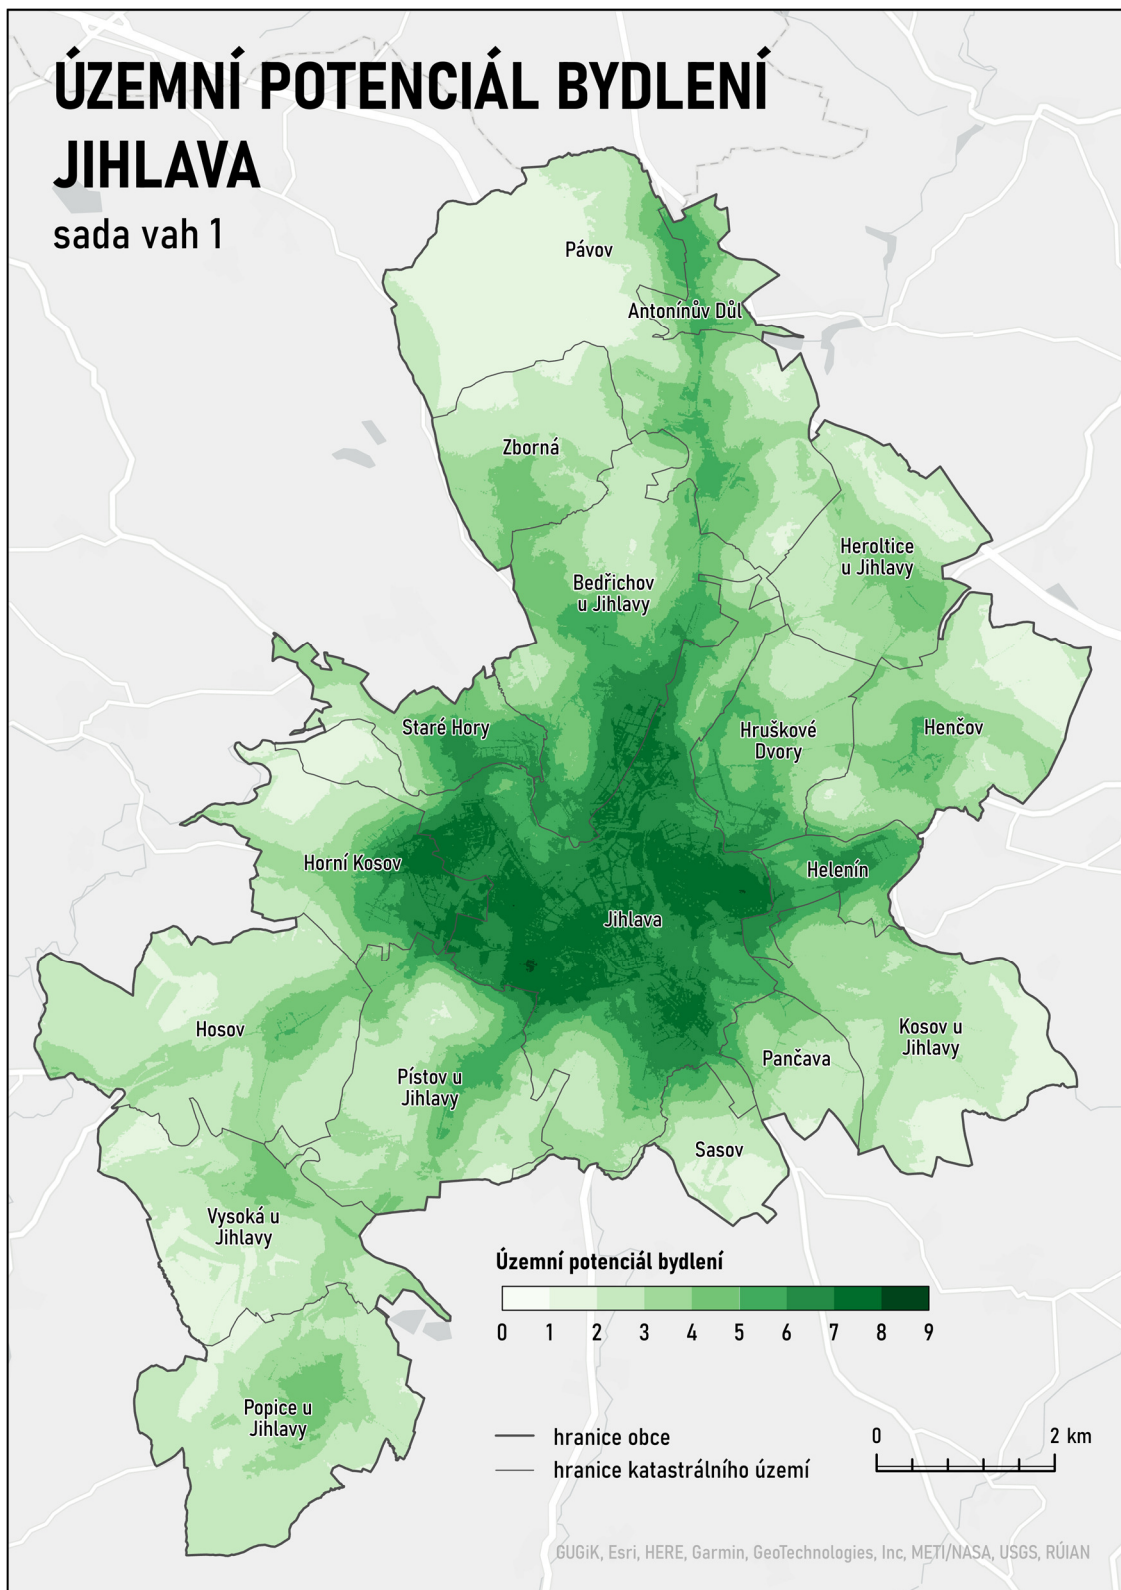 ÚZEMNÍ POTENCIÁL BYDLENÍ
JIHLAVA
sada vah 1
Pávov
Antonínův Důl
Zborná
Heroltice
u Jihlavy
Bedřichov
u Jihlavy
Staré Hory
Hruškové
Dvory
Henčov
Horní Kosov
Helenín
Jihlava
Hosov
Kosov u
Jihlavy
Pančava
Pístov u
Jihlavy
Sasov
Vysoká u
Jihlavy
Územní potenciál bydlení
0 1 2 3 4 5 6 7 8 9
Popice u
Jihlavy
hranice obce
hranice katastrálního území
0 2 km
GUGiK, Esri, HERE, Garmin, GeoTechnologies, Inc, METI/NASA, USGS, RÚIAN